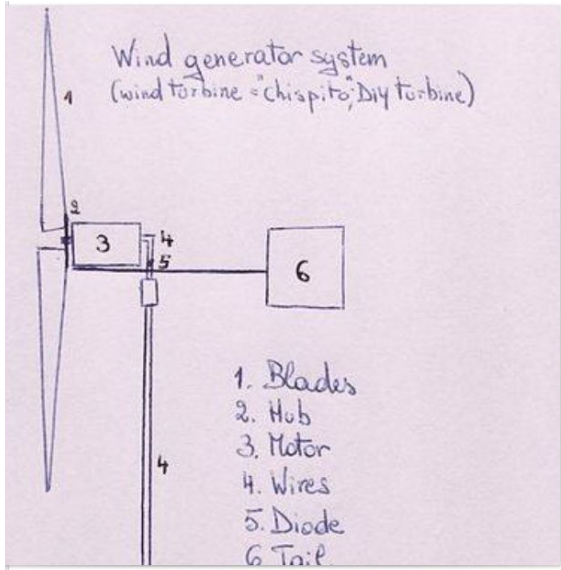 Wind generator system
(wind turbine = "chispito", Diy turbine)
1
2
3
4
5
6
4
1. Blades
2. Hub
3. Motor
4. Wires
5. Diode
6 Tail